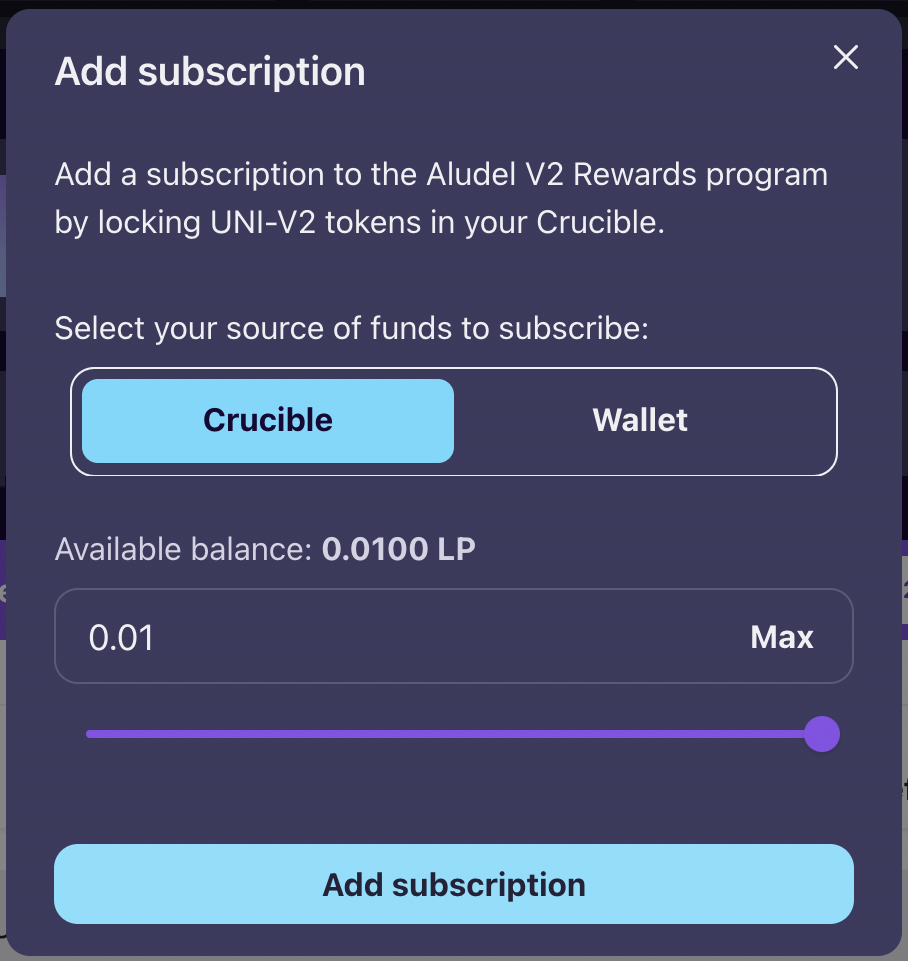 Add subscription
Add a subscription to the Aludel V2 Rewards program
by locking UNI-V2 tokens in your Crucible.
Select your source of funds to subscribe:
Crucible
Wallet
Available balance: 0.0100 LP
0.01
Max
Add subscription